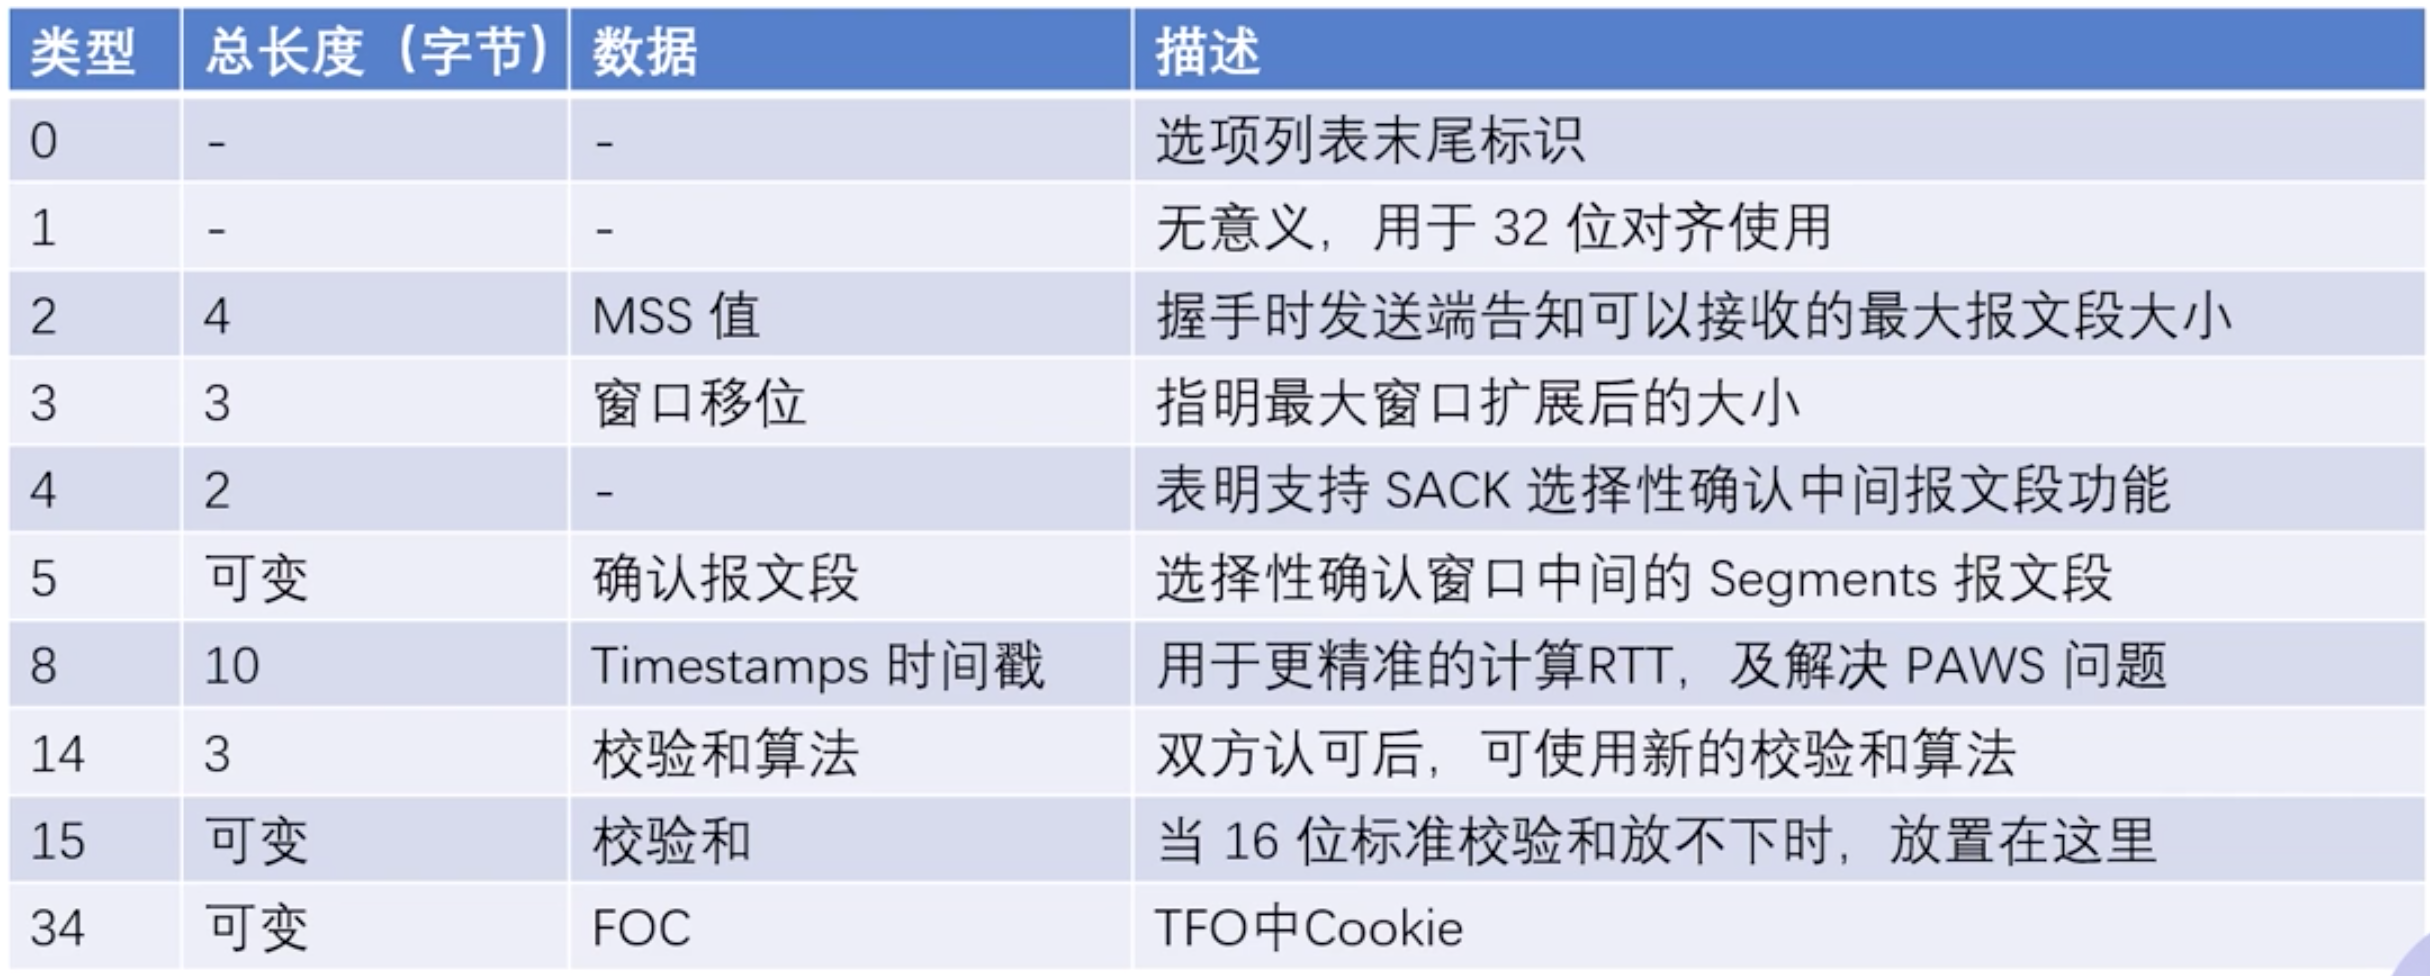 类型 总长度（字节） 数据 描述
0 - - 选项列表末尾标识
1 - - 无意义，用于 32 位对齐使用
2 4 MSS 值 握手时发送端告知可以接收的最大报文段大小
3 3 窗口移位 指明最大窗口扩展后的大小
4 2 - 表明支持 SACK 选择性确认中间报文段功能
5 可变 确认报文段 选择性确认窗口中间的 Segments 报文段
8 10 Timestamps 时间戳 用于更精准的计算RTT，及解决 PAWS 问题
14 3 校验和算法 双方认可后，可使用新的校验和算法
15 可变 校验和 当 16 位标准校验和放不下时，放置在这里
34 可变 FOC TFO中Cookie